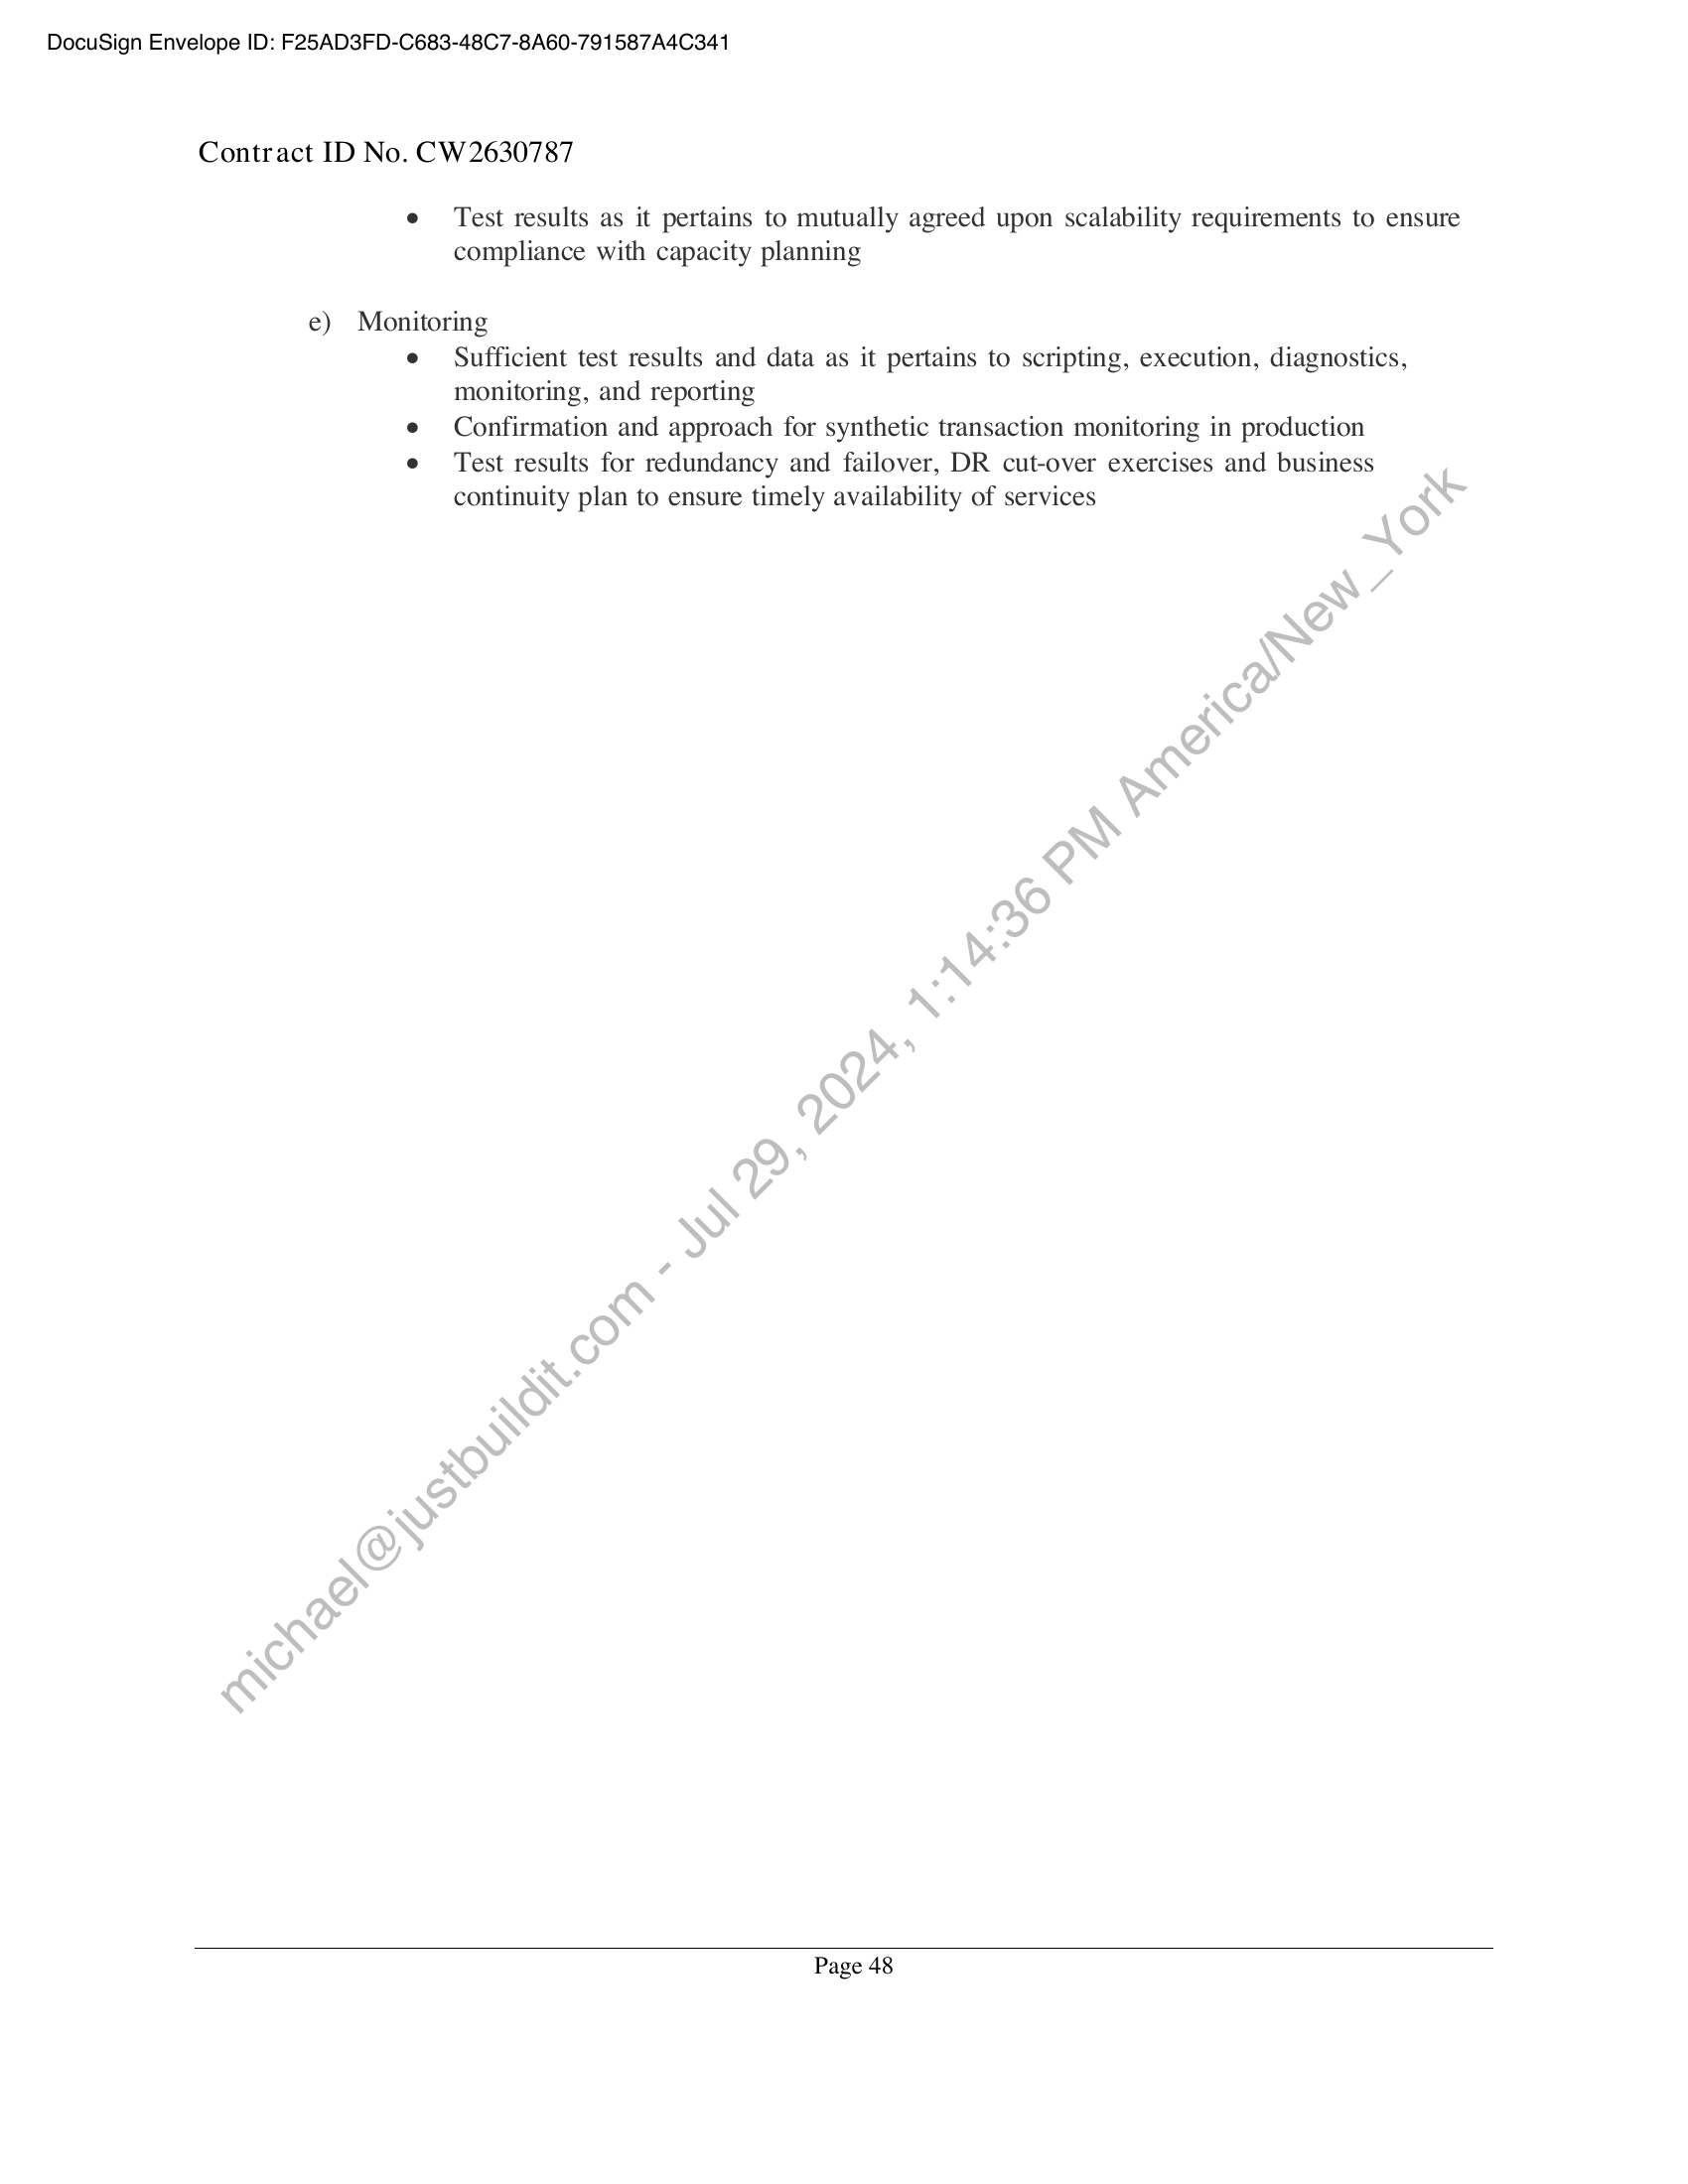 DocuSign Envelope ID: F25AD3FD-C683-48C7-8A60-791587A4C341
Contract ID No. CW2630787
• Test results as it pertains to mutually agreed upon scalability requirements to ensure
compliance with capacity planning
e) Monitoring
• Sufficient test results and data as it pertains to scripting, execution, diagnostics,
monitoring, and reporting
• Confirmation and approach for synthetic transaction monitoring in production
• Test results for redundancy and failover, DR cut-over exercises and business
continuity plan to ensure timely availability of services
michael@justbuildit.com - Jul 29, 2024, 1:14:36 PM America/New_York
Page 48